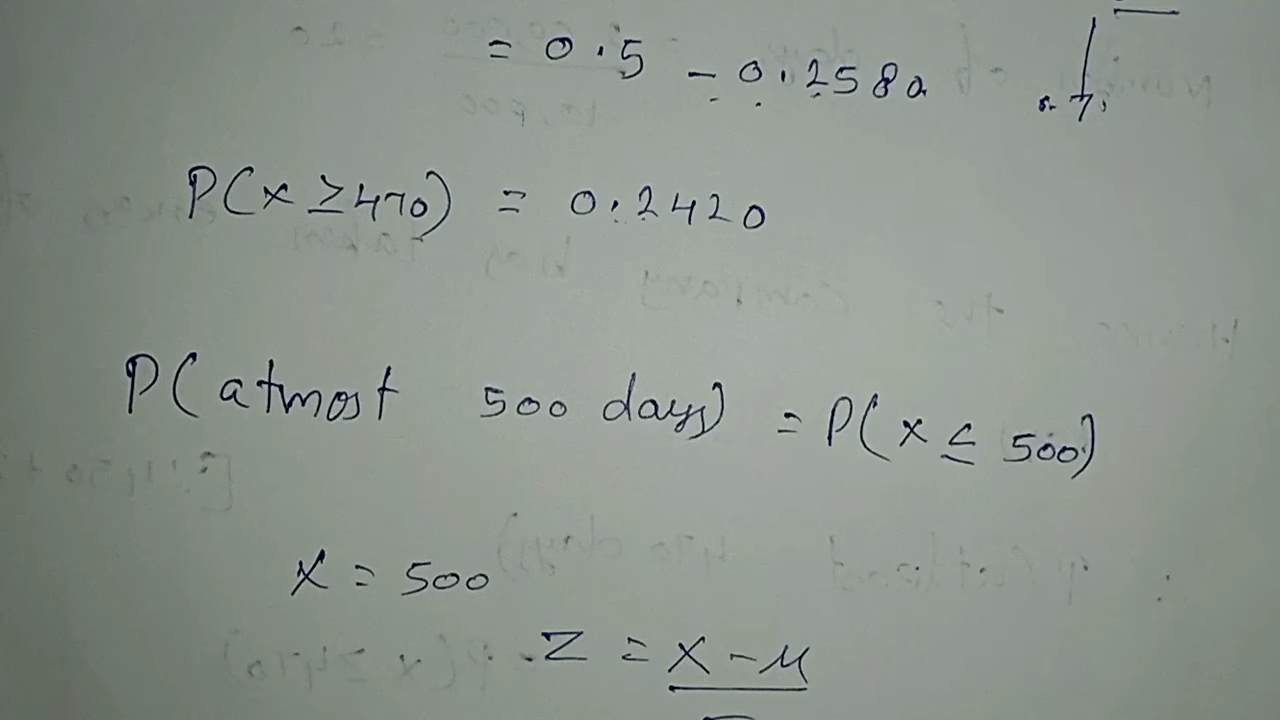 = 0.5 - 0.2580
P(x ≥ 470) = 0.2420
P(atmost 500 days) = P(x ≤ 500)
X = 500
Z = X - μ